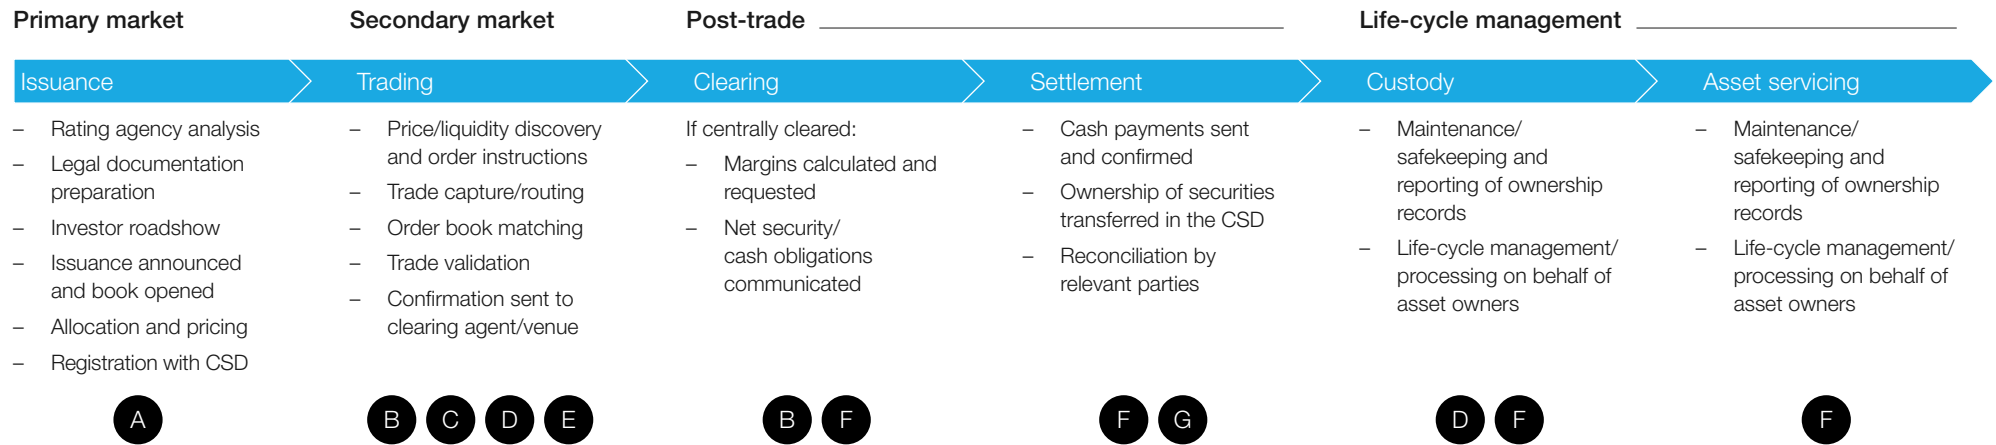 Primary market
Secondary market
Post-trade
Life-cycle management
Issuance
Trading
Clearing
Settlement
Custody
Asset servicing
– Rating agency analysis
– Legal documentation
preparation
– Investor roadshow
– Issuance announced
and book opened
– Allocation and pricing
– Registration with CSD
– Price/liquidity discovery
and order instructions
– Trade capture/routing
– Order book matching
– Trade validation
– Confirmation sent to
clearing agent/venue
If centrally cleared:
– Margins calculated and
requested
– Net security/
cash obligations
communicated
– Cash payments sent
and confirmed
– Ownership of securities
transferred in the CSD
– Reconciliation by
relevant parties
– Maintenance/
safekeeping and
reporting of ownership
records
– Life-cycle management/
processing on behalf of
asset owners
– Maintenance/
safekeeping and
reporting of ownership
records
– Life-cycle management/
processing on behalf of
asset owners
A
B C D E
B F
F G
D F
F